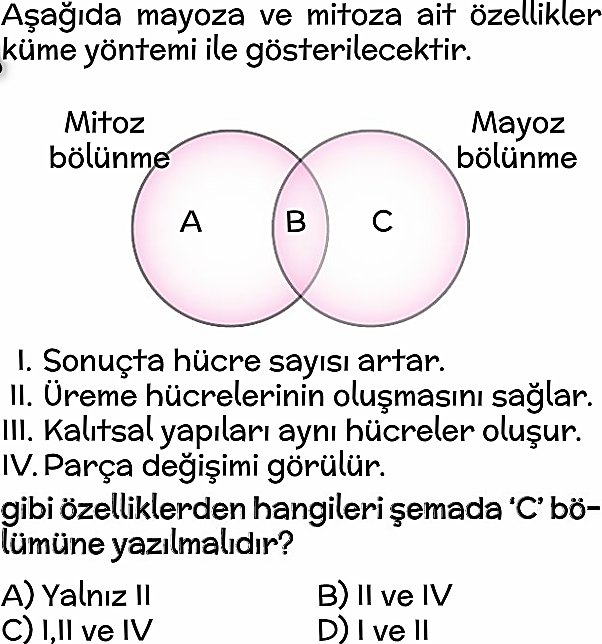 Aşağıda mayoza ve mitoza ait özellikler
küme yöntemi ile gösterilecektir.
Mitoz
bölünme
Mayoz
bölünme
A
B
C
I. Sonuçta hücre sayısı artar.
II. Üreme hücrelerinin oluşmasını sağlar.
III. Kalıtsal yapıları aynı hücreler oluşur.
IV. Parça değişimi görülür.
gibi özelliklerden hangileri şemada ‘C’ bö-
lümüne yazılmalıdır?
A) Yalnız II
B) II ve IV
C) I,II ve IV
D) I ve II